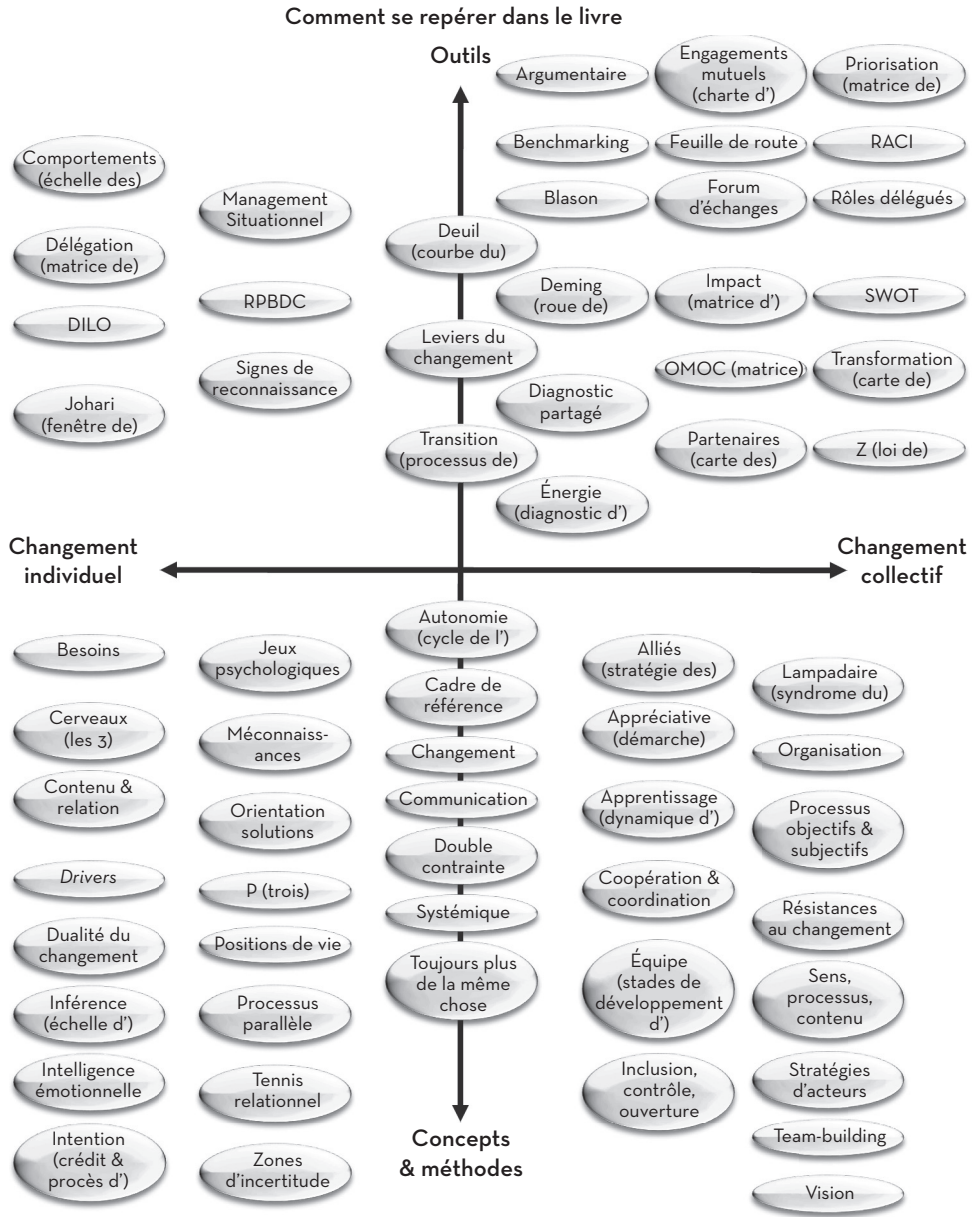 Comment se repérer dans le livre
Outils
Argumentaire
Engagements
mutuels
(charte d')
Priorisation
(matrice de)
Benchmarking
Feuille de route
RACI
Blason
Forum
d'échanges
Rôles délégués
Comportements
(échelle des)
Management
Situationnel
Délégation
(matrice de)
RPBDC
DILO
Signes de
reconnaissance
Johari
(fenêtre de)
Deuil
(courbe du)
Leviers du
changement
Transition
(processus de)
Deming
(roue de)
Impact
(matrice d')
SWOT
OMOC (matrice)
Transformation
(carte de)
Diagnostic
partagé
Partenaires
(carte des)
Z (loi de)
Énergie
(diagnostic d')
Changement
individuel
Changement
collectif
Besoins
Cerveaux
(les 3)
Contenu &
relation
Drivers
Dualité du
changement
Inférence
(échelle d')
Intelligence
émotionnelle
Intention
(crédit &
procès d')
Jeux
psychologiques
Méconnaiss-
ances
Orientation
solutions
P (trois)
Positions de vie
Processus
parallèle
Tennis
relationnel
Zones
d'incertitude
Autonomie
(cycle de l')
Cadre de
référence
Changement
Communication
Double
contrainte
Systémique
Toujours plus
de la même
chose
Concepts
& méthodes
Alliés
(stratégie des)
Appréciative
(démarche)
Apprentissage
(dynamique d')
Coopération &
coordination
Équipe
(stades de
développement
d')
Inclusion,
contrôle,
ouverture
Lampadaire
(syndrome du)
Organisation
Processus
objectifs &
subjectifs
Résistances
au changement
Sens,
processus,
contenu
Stratégies
d'acteurs
Team-building
Vision